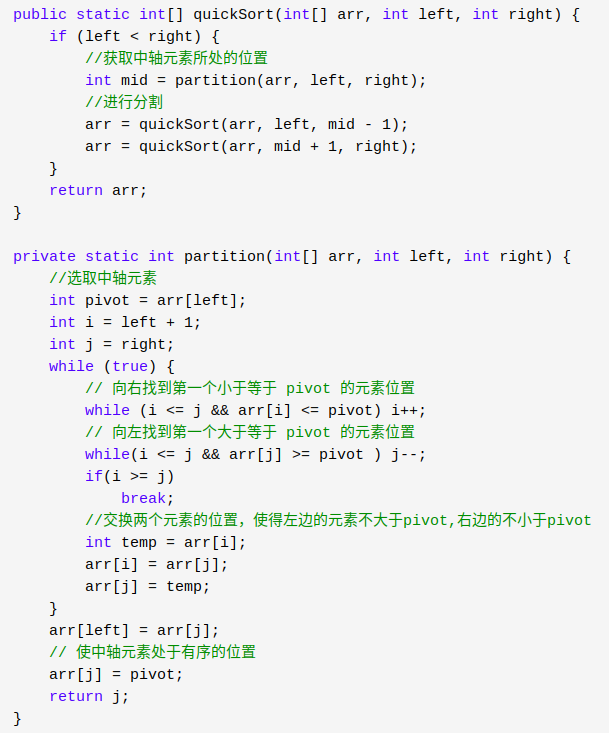 public static int[] quickSort(int[] arr, int left, int right) {
    if (left < right) {
        //获取中轴元素所处的位置
        int mid = partition(arr, left, right);
        //进行分割
        arr = quickSort(arr, left, mid - 1);
        arr = quickSort(arr, mid + 1, right);
    }
    return arr;
}

private static int partition(int[] arr, int left, int right) {
    //选取中轴元素
    int pivot = arr[left];
    int i = left + 1;
    int j = right;
    while (true) {
        // 向右找到第一个小于等于 pivot 的元素位置
        while (i <= j && arr[i] <= pivot) i++;
        // 向左找到第一个大于等于 pivot 的元素位置
        while(i <= j && arr[j] >= pivot ) j--;
        if(i >= j)
            break;
        //交换两个元素的位置，使得左边的元素不大于pivot,右边的不小于pivot
        int temp = arr[i];
        arr[i] = arr[j];
        arr[j] = temp;
    }
    arr[left] = arr[j];
    // 使中轴元素处于有序的位置
    arr[j] = pivot;
    return j;
}